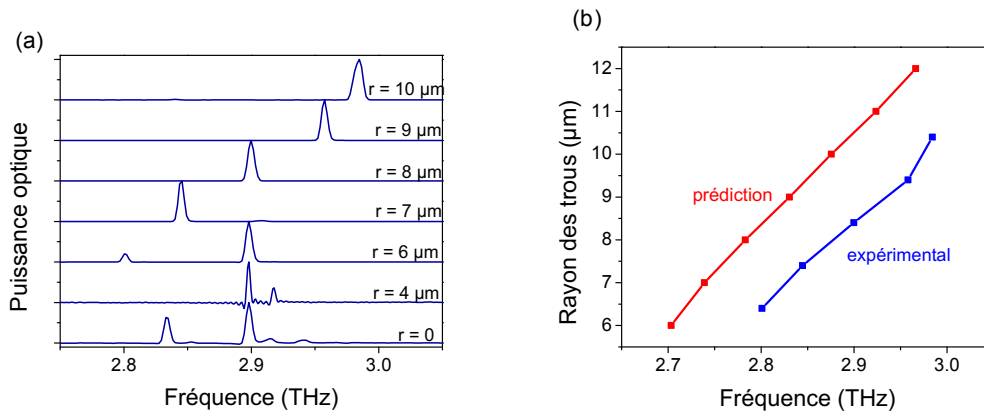 (a)
Puissance optique
r = 10 µm
r = 9 µm
r = 8 µm
r = 7 µm
r = 6 µm
r = 4 µm
r = 0
2.8 2.9 3.0
Fréquence (THz)
(b)
Rayon des trous (µm)
12
11
10
9
8
7
6
prédiction
expérimental
2.7 2.8 2.9 3.0
Fréquence (THz)